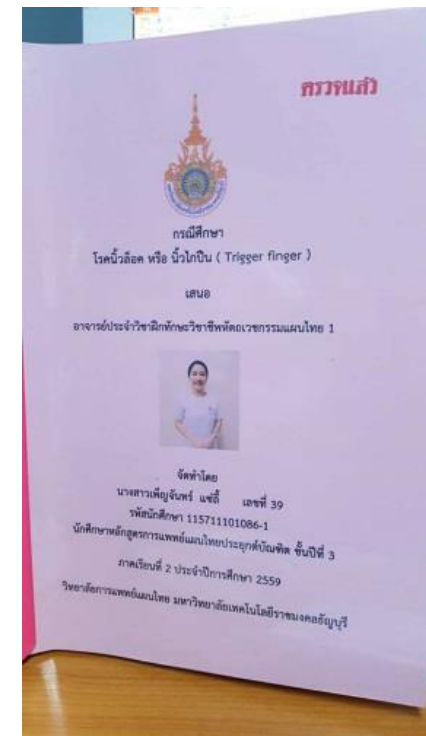 ตรวจแล้ว
กรณีศึกษา
โรคนิ้วล็อค หรือ นิ้วไกปืน ( Trigger finger )
เสนอ
อาจารย์ประจำวิชาฝึกทักษะวิชาชีพหัตถเวชกรรมแผนไทย 1
จัดทำโดย
นางสาวเพ็ญจันทร์ แซ่ลี้ เลขที่ 39
รหัสนักศึกษา 115711101086-1
นักศึกษาหลักสูตรการแพทย์แผนไทยประยุกต์บัณฑิต ชั้นปีที่ 3
ภาคเรียนที่ 2 ประจำปีการศึกษา 2559
วิทยาลัยการแพทย์แผนไทย มหาวิทยาลัยเทคโนโลยีราชมงคลธัญบุรี